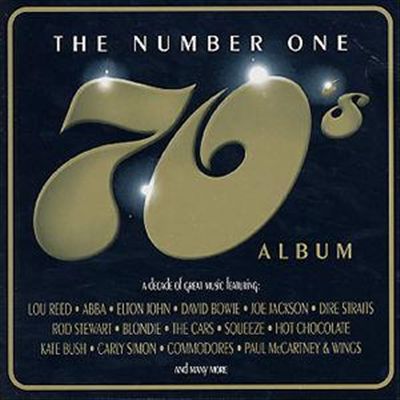 THE NUMBER ONE
70's
ALBUM
A DECADE OF GREAT MUSIC FEATURING:
LOU REED • ABBA • ELTON JOHN • DAVID BOWIE • JOE JACKSON • DIRE STRAITS
ROD STEWART • BLONDIE • THE CARS • SQUEEZE • HOT CHOCOLATE
KATE BUSH • CARLY SIMON • COMMODORES • PAUL McCARTNEY & WINGS
AND MANY MORE